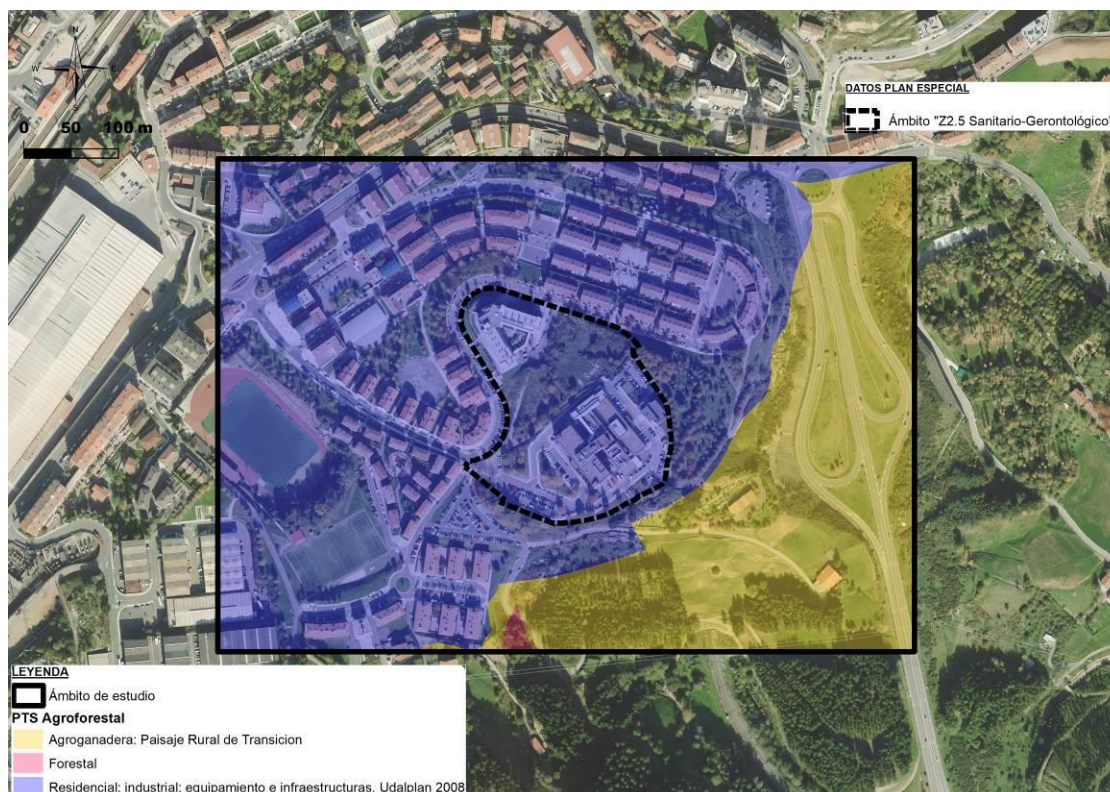 N
W E
S
0 50 100 m
DATOS PLAN ESPECIAL
Ámbito "Z2.5 Sanitario-Gerontológico"
LEYENDA
Ámbito de estudio
PTS Agroforestal
Agroganadera: Paisaje Rural de Transicion
Forestal
Residencial; industrial; equipamiento e infraestructuras. Udalplan 2008